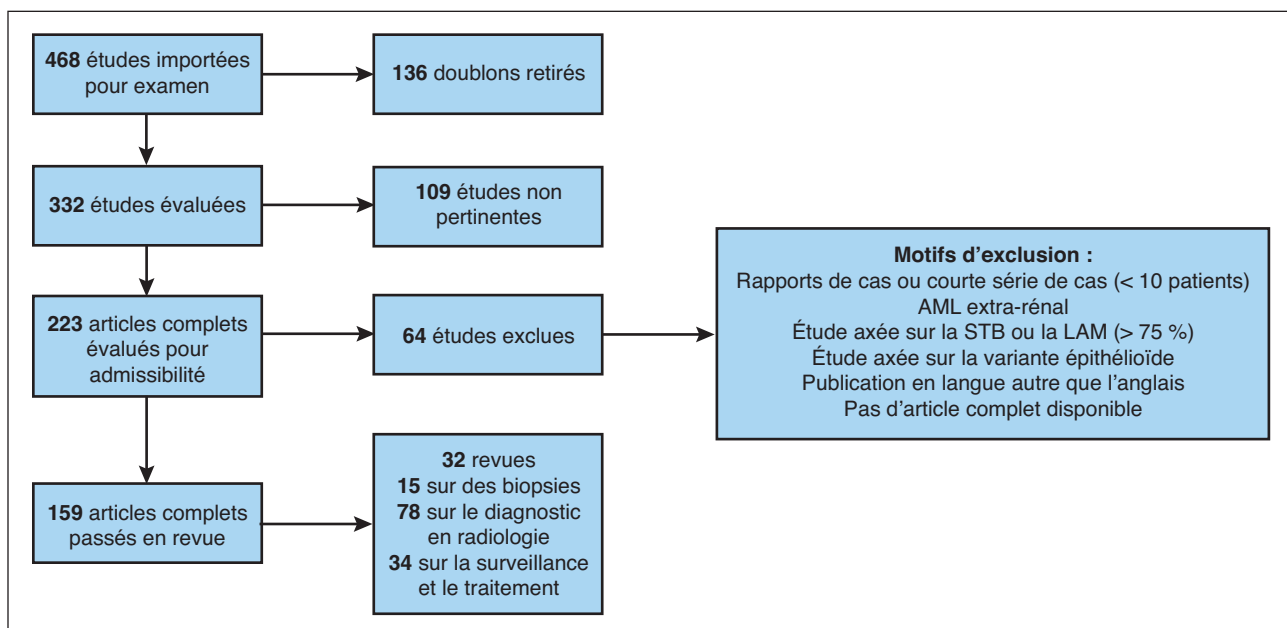 468 études importées
pour examen
136 doublons retirés
332 études évaluées
109 études non
pertinentes
223 articles complets
évalués pour
admissibilité
64 études exclues
Motifs d'exclusion :
Rapports de cas ou courte série de cas (< 10 patients)
AML extra-rénal
Étude axée sur la STB ou la LAM (> 75 %)
Étude axée sur la variante épithélioïde
Publication en langue autre que l'anglais
Pas d'article complet disponible
159 articles complets
passés en revue
32 revues
15 sur des biopsies
78 sur le diagnostic
en radiologie
34 sur la surveillance
et le traitement